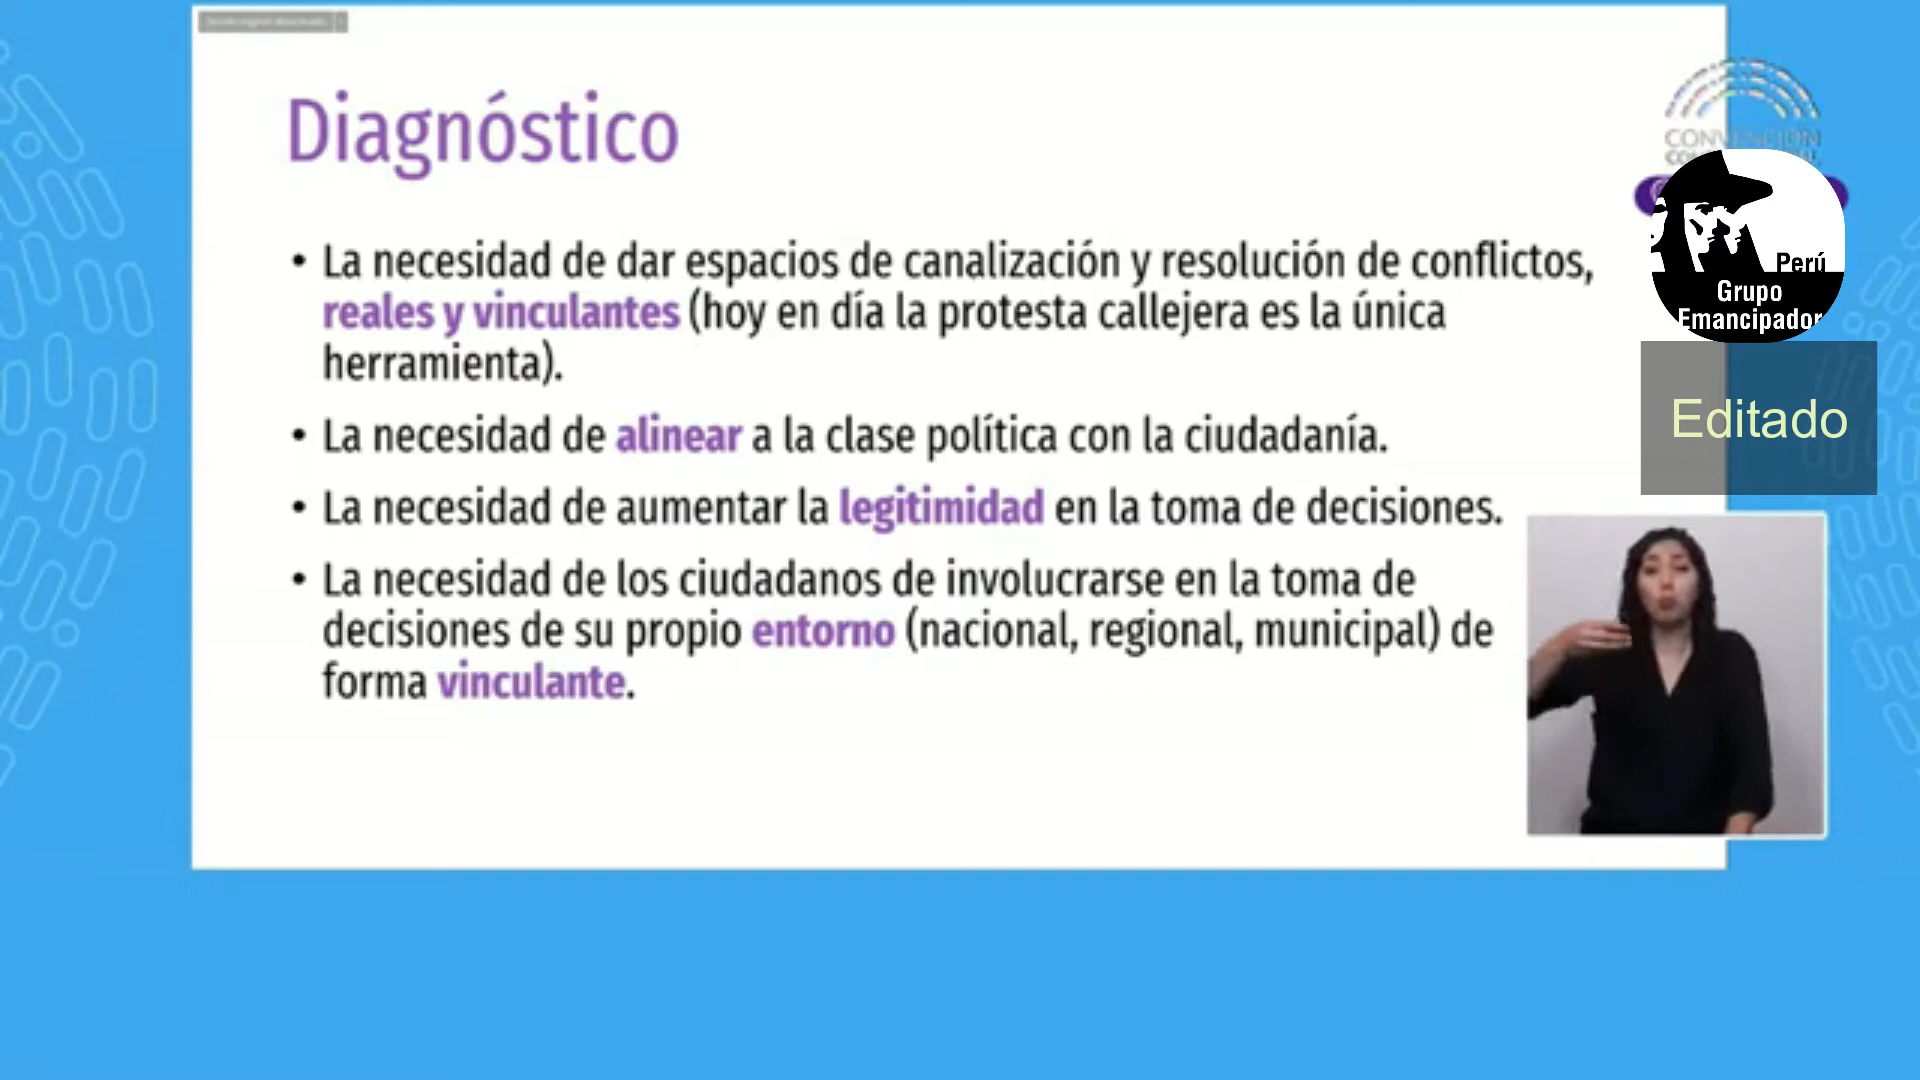 Diagnóstico
• La necesidad de dar espacios de canalización y resolución de conflictos,
reales y vinculantes (hoy en día la protesta callejera es la única
herramienta).
• La necesidad de alinear a la clase política con la ciudadanía.
• La necesidad de aumentar la legitimidad en la toma de decisiones.
• La necesidad de los ciudadanos de involucrarse en la toma de
decisiones de su propio entorno (nacional, regional, municipal) de
forma vinculante.
CONVENCIÓN
Perú
Grupo
Emancipador
Editado